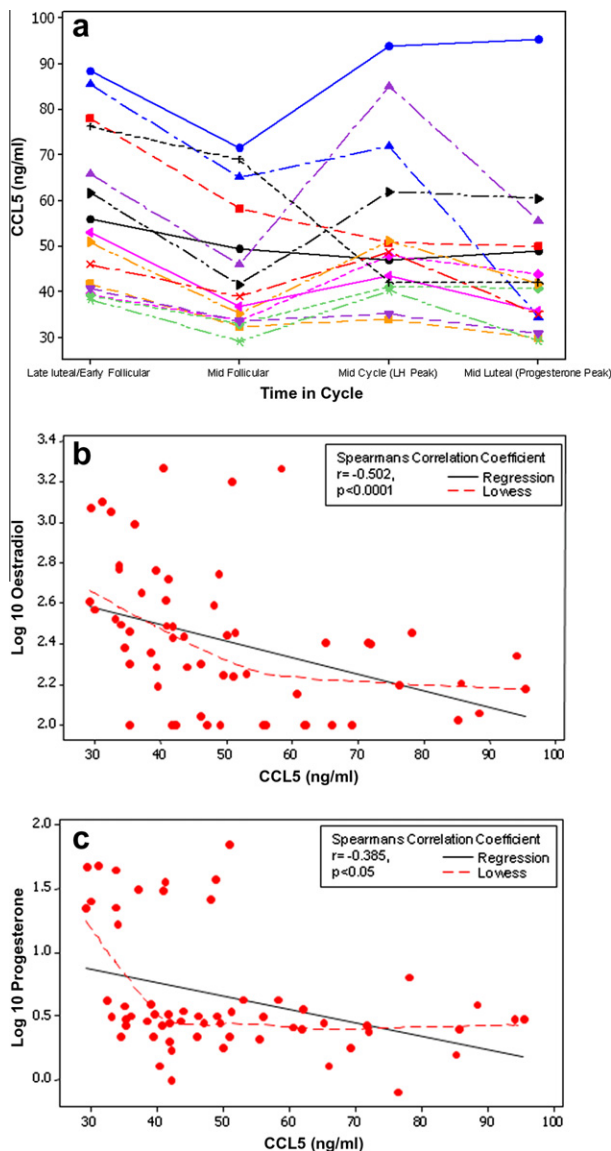 a
100
90
80
70
60
50
40
30
CCL5 (ng/ml)
Late luteal/Early Follicular
Mid Follicular
Mid Cycle (LH Peak)
Mid Luteal (Progesterone Peak)
Time in Cycle
b
3.4
3.2
3.0
2.8
2.6
2.4
2.2
2.0
Log 10 Oestradiol
Spearmans Correlation Coefficient
r= -0.502,
p<0.0001
Regression
Lowess
30 40 50 60 70 80 90 100
CCL5 (ng/ml)
c
2.0
1.5
1.0
0.5
0.0
Log 10 Progesterone
Spearmans Correlation Coefficient
r= -0.385,
p<0.05
Regression
Lowess
30 40 50 60 70 80 90 100
CCL5 (ng/ml)